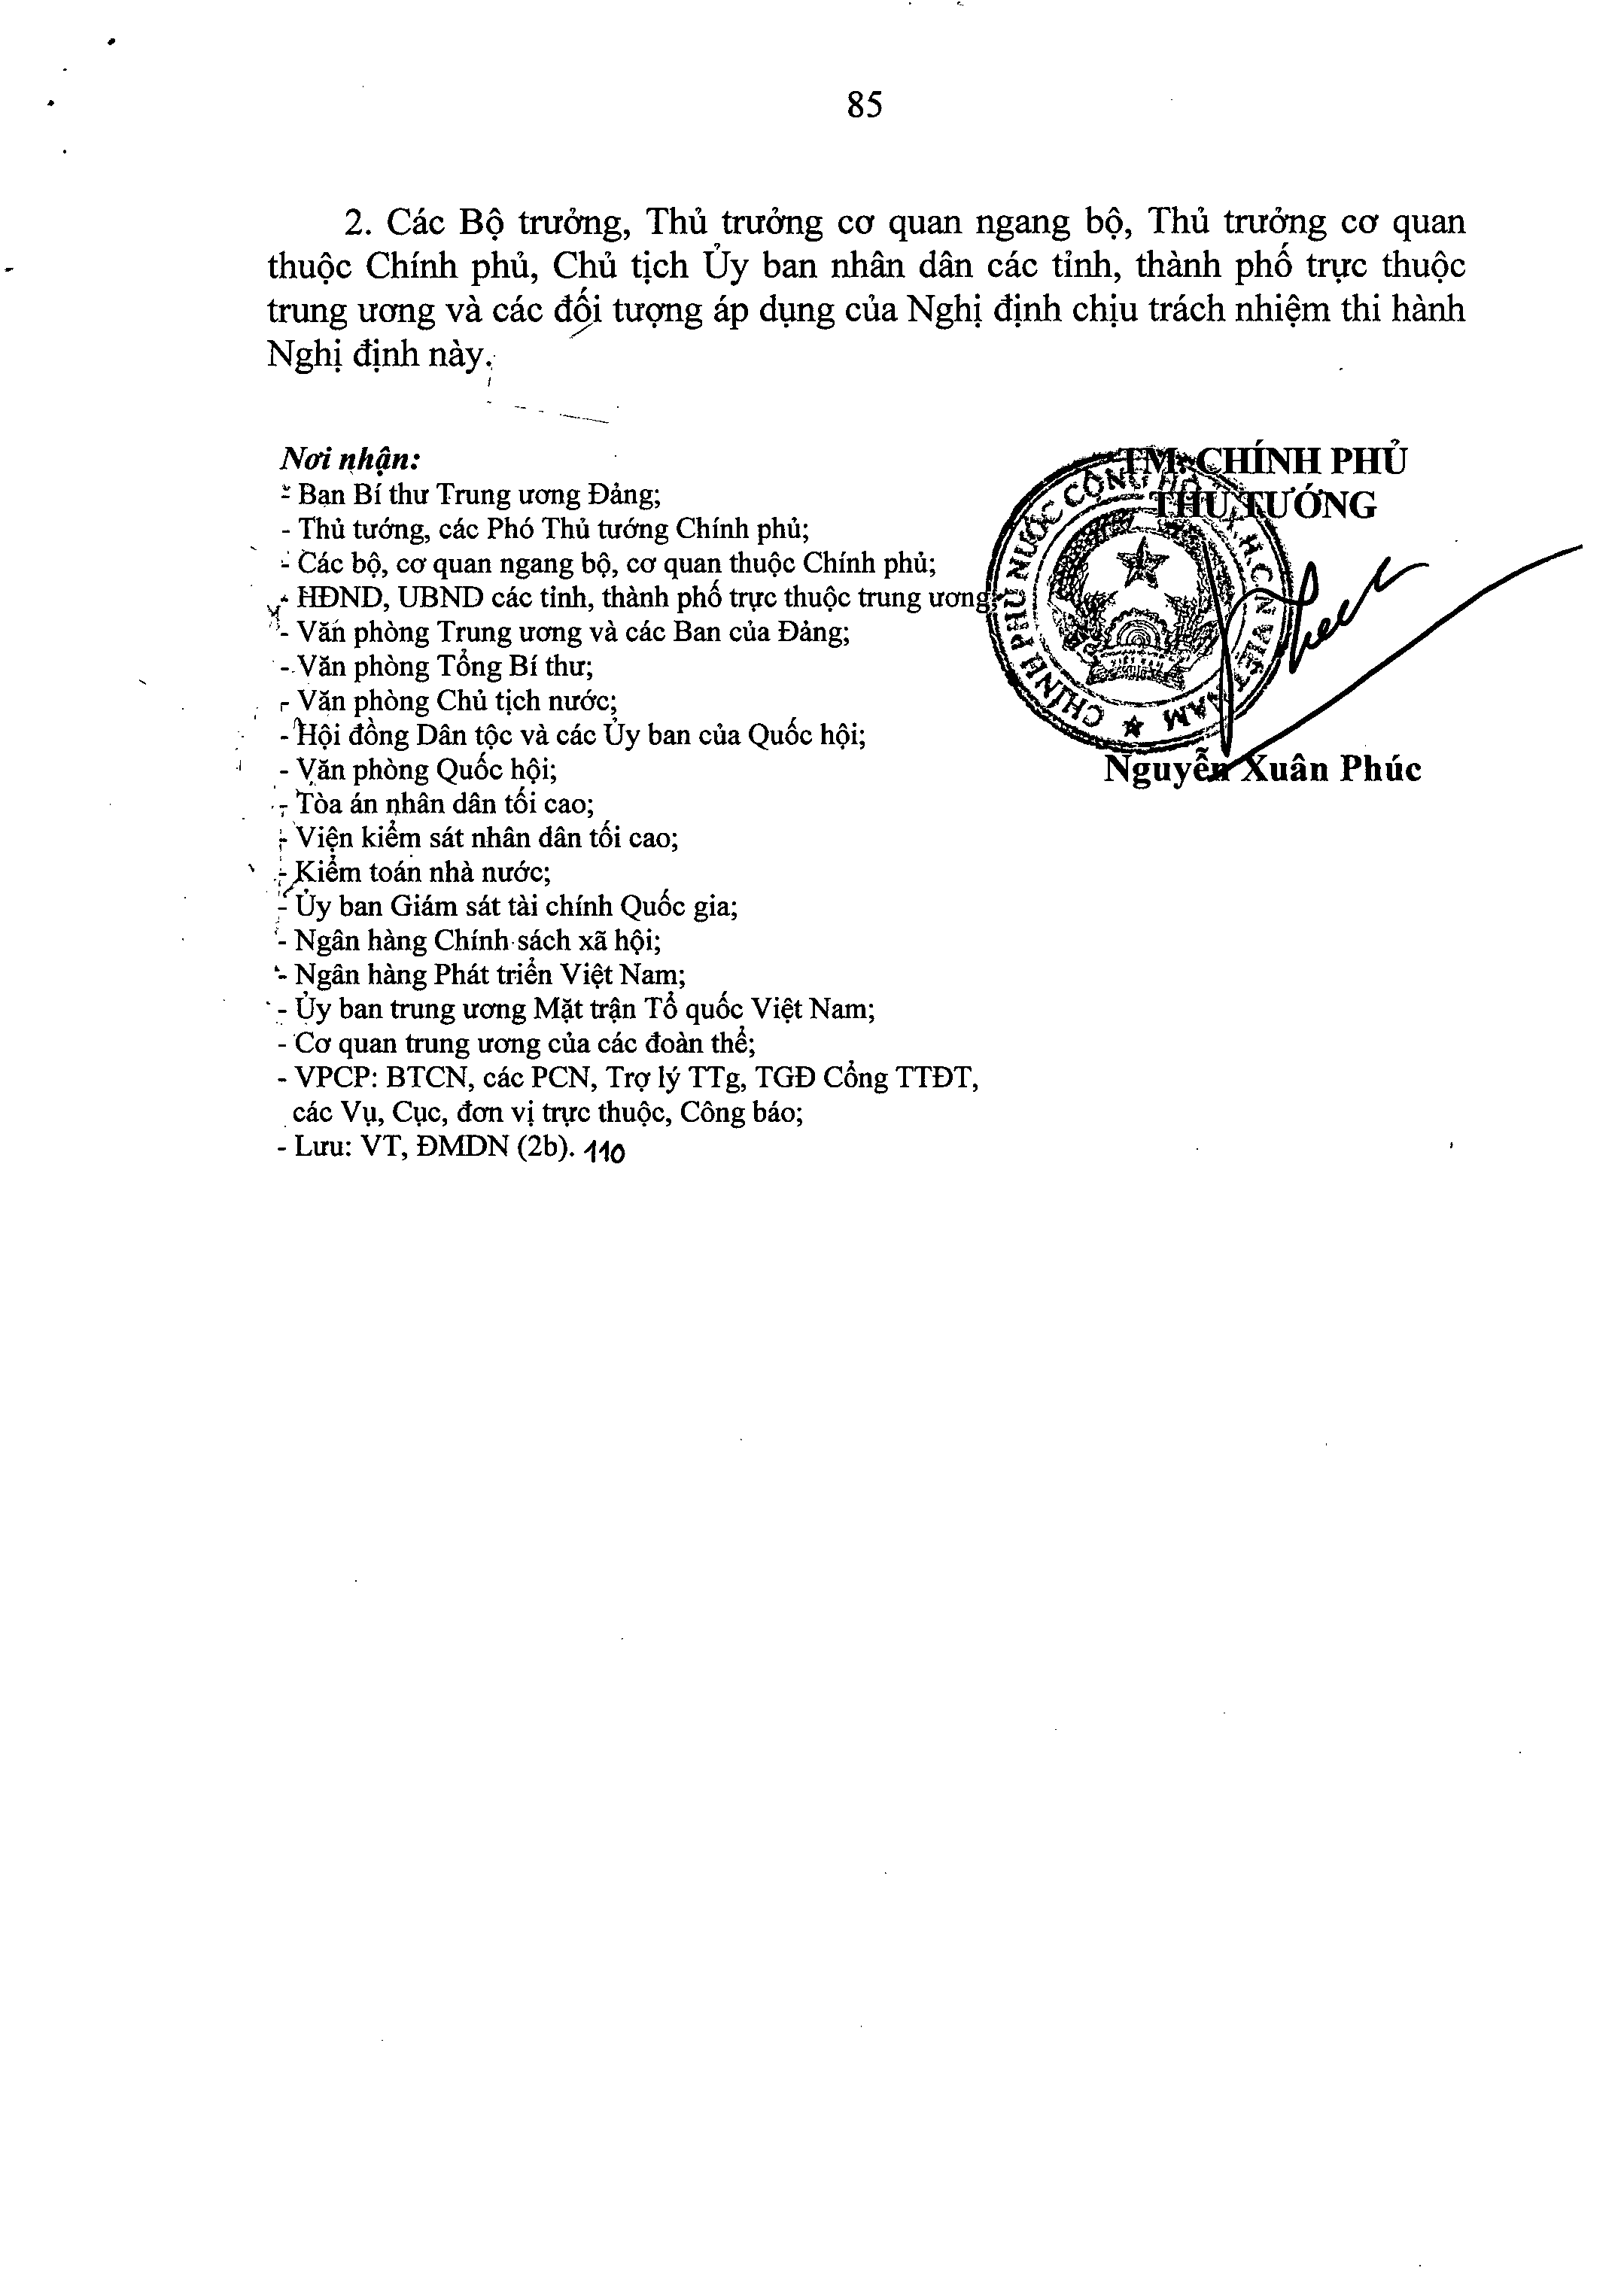 85
2. Các Bộ trưởng, Thủ trưởng cơ quan ngang bộ, Thủ trưởng cơ quan
thuộc Chính phủ, Chủ tịch Ủy ban nhân dân các tỉnh, thành phố trực thuộc
trung ương và các đối tượng áp dụng của Nghị định chịu trách nhiệm thi hành
Nghị định này.
Nơi nhận:
- Ban Bí thư Trung ương Đảng;
- Thủ tướng, các Phó Thủ tướng Chính phủ;
- Các bộ, cơ quan ngang bộ, cơ quan thuộc Chính phủ;
- HĐND, UBND các tỉnh, thành phố trực thuộc trung ương;
- Văn phòng Trung ương và các Ban của Đảng;
- Văn phòng Tổng Bí thư;
- Văn phòng Chủ tịch nước;
- Hội đồng Dân tộc và các Ủy ban của Quốc hội;
- Văn phòng Quốc hội;
- Tòa án nhân dân tối cao;
- Viện kiểm sát nhân dân tối cao;
- Kiểm toán nhà nước;
- Ủy ban Giám sát tài chính Quốc gia;
- Ngân hàng Chính sách xã hội;
- Ngân hàng Phát triển Việt Nam;
- Ủy ban trung ương Mặt trận Tổ quốc Việt Nam;
- Cơ quan trung ương của các đoàn thể;
- VPCP: BTCN, các PCN, Trợ lý TTg, TGĐ Cổng TTĐT,
các Vụ, Cục, đơn vị trực thuộc, Công báo;
- Lưu: VT, ĐMDN (2b). 110
TM. CHÍNH PHỦ
THỦ TƯỚNG
CHÍNH PHỦ NƯỚC CỘNG HÒA X.H.C.N VIỆT NAM
VIỆT NAM
Nguyễn Xuân Phúc